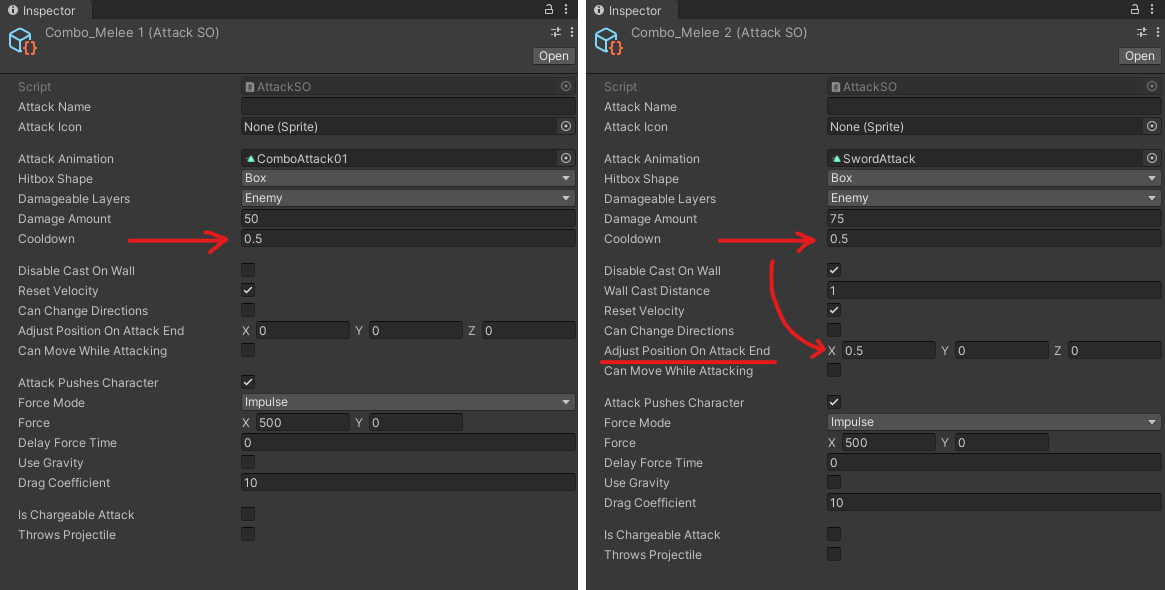 Inspector
Combo_Melee 1 (Attack SO)
Open
Script AttackSO
Attack Name
Attack Icon None (Sprite)
Attack Animation ComboAttack01
Hitbox Shape Box
Damageable Layers Enemy
Damage Amount 50
Cooldown 0.5
Disable Cast On Wall
Reset Velocity
Can Change Directions
Adjust Position On Attack End X 0 Y 0 Z 0
Can Move While Attacking
Attack Pushes Character
Force Mode Impulse
Force X 500 Y 0
Delay Force Time 0
Use Gravity
Drag Coefficient 10
Is Chargeable Attack
Throws Projectile
Inspector
Combo_Melee 2 (Attack SO)
Open
Script AttackSO
Attack Name
Attack Icon None (Sprite)
Attack Animation SwordAttack
Hitbox Shape Box
Damageable Layers Enemy
Damage Amount 75
Cooldown 0.5
Disable Cast On Wall
Wall Cast Distance 1
Reset Velocity
Can Change Directions
Adjust Position On Attack End X 0.5 Y 0 Z 0
Can Move While Attacking
Attack Pushes Character
Force Mode Impulse
Force X 500 Y 0
Delay Force Time 0
Use Gravity
Drag Coefficient 10
Is Chargeable Attack
Throws Projectile